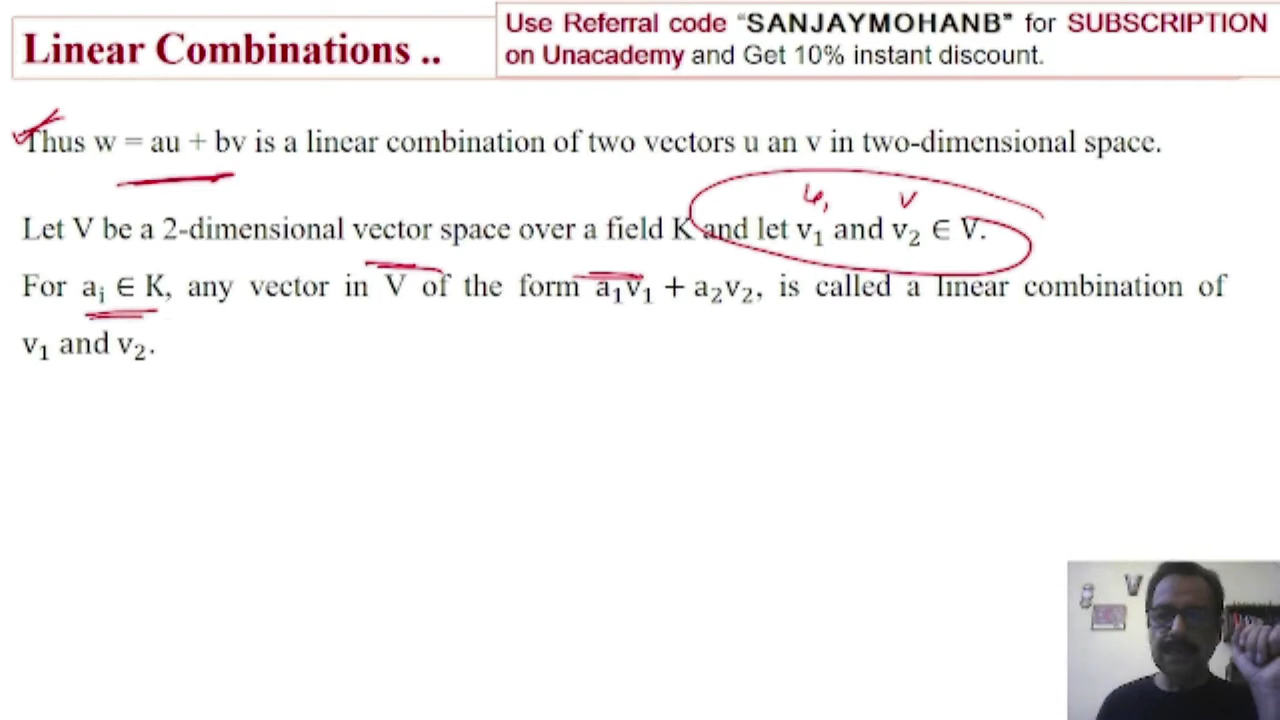 Linear Combinations ..
Use Referral code “SANJAYMOHANB” for SUBSCRIPTION
on Unacademy and Get 10% instant discount.
Thus w = au + bv is a linear combination of two vectors u an v in two-dimensional space.
v
Let V be a 2-dimensional vector space over a field K and let v₁ and v₂ ∈ V.
For aᵢ ∈ K, any vector in V of the form a₁v₁ + a₂v₂, is called a linear combination of
v₁ and v₂.